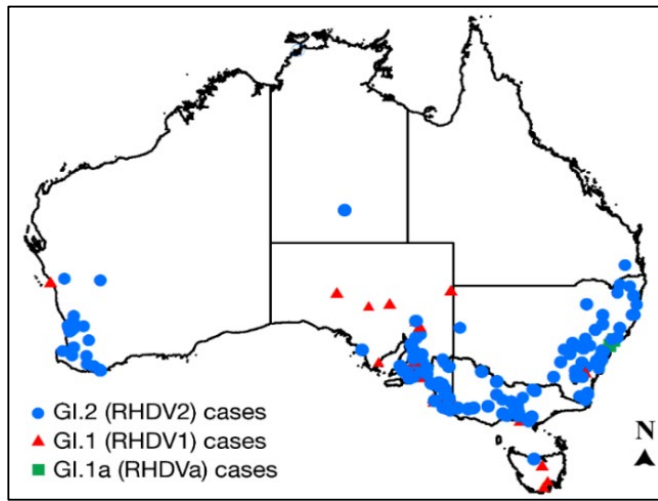 GI.2 (RHDV2) cases
GI.1 (RHDV1) cases
GI.1a (RHDVa) cases
N